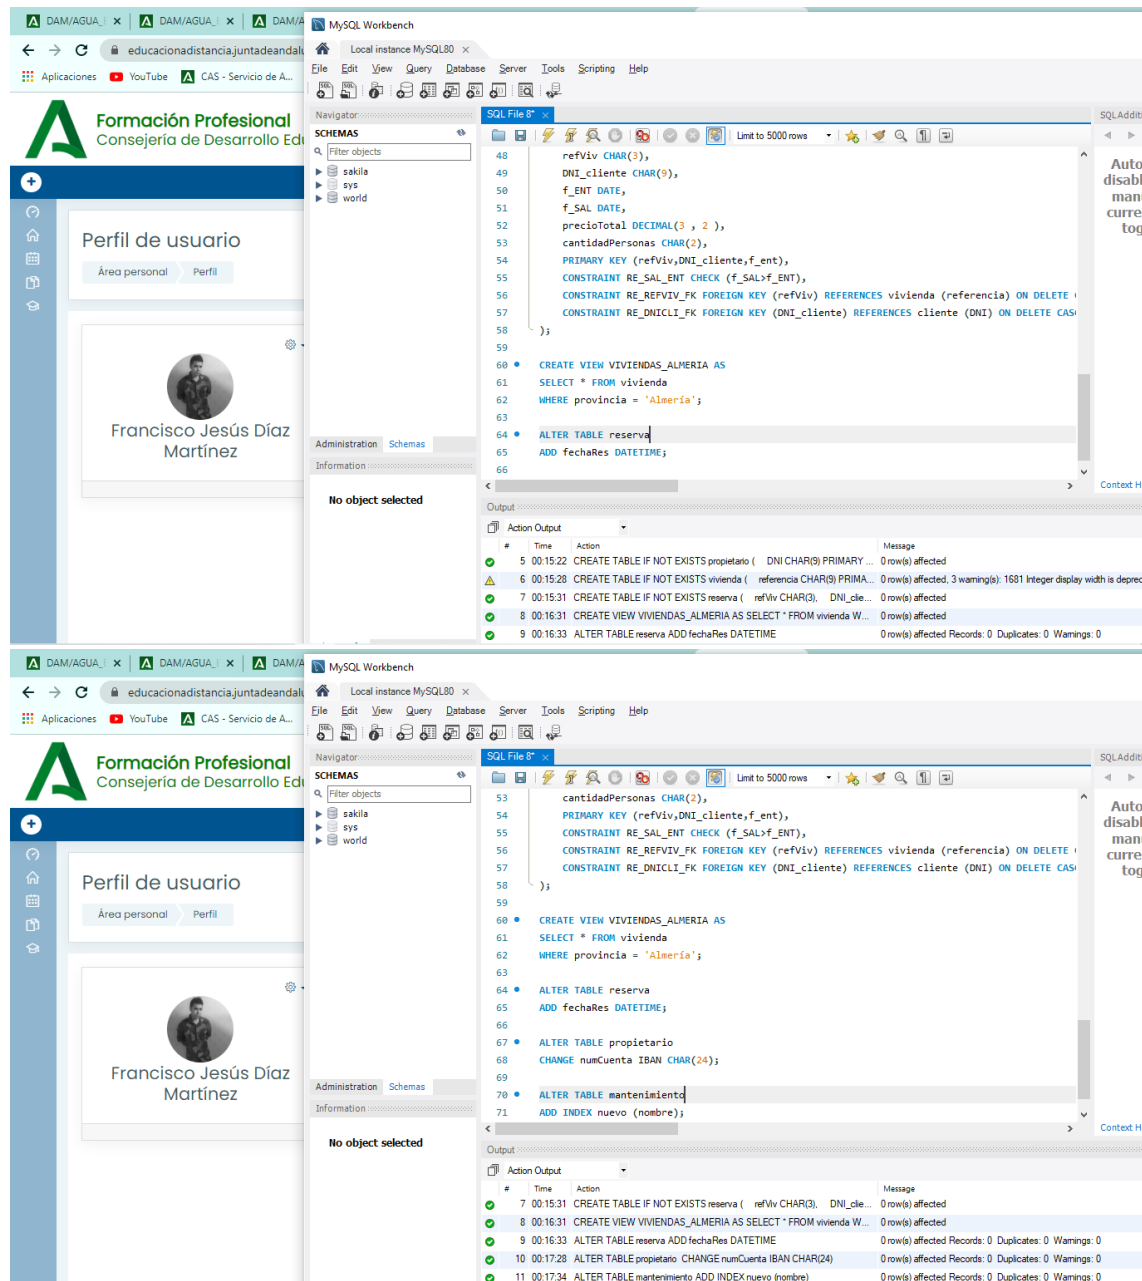 DAM/AGUA_
DAM/AGUA_
DAM/A
MySQL Workbench
educacionadistancia.juntadeandalu
Local instance MySQL80
File Edit View Query Database Server Tools Scripting Help
Aplicaciones YouTube CAS - Servicio de A...
Formación Profesional
Consejería de Desarrollo Edu
Navigator
SQL File 8*
SQLAdditi
SCHEMAS
Limit to 5000 rows
Filter objects
sakila
sys
world
Auto
disabl
man
curre
tog
Perfil de usuario
Área personal Perfil
Francisco Jesús Díaz
Martínez
48 refViv CHAR(3),
49 DNI_cliente CHAR(9),
50 f_ENT DATE,
51 f_SAL DATE,
52 precioTotal DECIMAL(3 , 2 ),
53 cantidadPersonas CHAR(2),
54 PRIMARY KEY (refViv,DNI_cliente,f_ent),
55 CONSTRAINT RE_SAL_ENT CHECK (f_SAL>f_ENT),
56 CONSTRAINT RE_REFVIV_FK FOREIGN KEY (refViv) REFERENCES vivienda (referencia) ON DELETE
57 CONSTRAINT RE_DNICLI_FK FOREIGN KEY (DNI_cliente) REFERENCES cliente (DNI) ON DELETE CAS
58 );
59
60 CREATE VIEW VIVIENDAS_ALMERIA AS
61 SELECT * FROM vivienda
62 WHERE provincia = 'Almería';
63
64 ALTER TABLE reserva
65 ADD fechaRes DATETIME;
66
Administration Schemas
Information
No object selected
Context H
Output
Action Output
# Time Action Message
5 00:15:22 CREATE TABLE IF NOT EXISTS propietario ( DNI CHAR(9) PRIMARY ... 0 row(s) affected
6 00:15:28 CREATE TABLE IF NOT EXISTS vivienda ( referencia CHAR(9) PRIMA... 0 row(s) affected, 3 warning(s): 1681 Integer display width is deprec
7 00:15:31 CREATE TABLE IF NOT EXISTS reserva ( refViv CHAR(3), DNI_clie... 0 row(s) affected
8 00:16:31 CREATE VIEW VIVIENDAS_ALMERIA AS SELECT * FROM vivienda W... 0 row(s) affected
9 00:16:33 ALTER TABLE reserva ADD fechaRes DATETIME 0 row(s) affected Records: 0 Duplicates: 0 Warnings: 0
DAM/AGUA_
DAM/AGUA_
DAM/A
MySQL Workbench
educacionadistancia.juntadeandalu
Local instance MySQL80
File Edit View Query Database Server Tools Scripting Help
Aplicaciones YouTube CAS - Servicio de A...
Formación Profesional
Consejería de Desarrollo Edu
Navigator
SQL File 8*
SQLAdditi
SCHEMAS
Limit to 5000 rows
Filter objects
sakila
sys
world
Auto
disabl
man
curre
tog
Perfil de usuario
Área personal Perfil
Francisco Jesús Díaz
Martínez
53 cantidadPersonas CHAR(2),
54 PRIMARY KEY (refViv,DNI_cliente,f_ent),
55 CONSTRAINT RE_SAL_ENT CHECK (f_SAL>f_ENT),
56 CONSTRAINT RE_REFVIV_FK FOREIGN KEY (refViv) REFERENCES vivienda (referencia) ON DELETE
57 CONSTRAINT RE_DNICLI_FK FOREIGN KEY (DNI_cliente) REFERENCES cliente (DNI) ON DELETE CAS
58 );
59
60 CREATE VIEW VIVIENDAS_ALMERIA AS
61 SELECT * FROM vivienda
62 WHERE provincia = 'Almería';
63
64 ALTER TABLE reserva
65 ADD fechaRes DATETIME;
66
67 ALTER TABLE propietario
68 CHANGE numCuenta IBAN CHAR(24);
69
70 ALTER TABLE mantenimiento
71 ADD INDEX nuevo (nombre);
Administration Schemas
Information
No object selected
Context H
Output
Action Output
# Time Action Message
7 00:15:31 CREATE TABLE IF NOT EXISTS reserva ( refViv CHAR(3), DNI_clie... 0 row(s) affected
8 00:16:31 CREATE VIEW VIVIENDAS_ALMERIA AS SELECT * FROM vivienda W... 0 row(s) affected
9 00:16:33 ALTER TABLE reserva ADD fechaRes DATETIME 0 row(s) affected Records: 0 Duplicates: 0 Warnings: 0
10 00:17:28 ALTER TABLE propietario CHANGE numCuenta IBAN CHAR(24) 0 row(s) affected Records: 0 Duplicates: 0 Warnings: 0
11 00:17:34 ALTER TABLE mantenimiento ADD INDEX nuevo (nombre) 0 row(s) affected Records: 0 Duplicates: 0 Warnings: 0